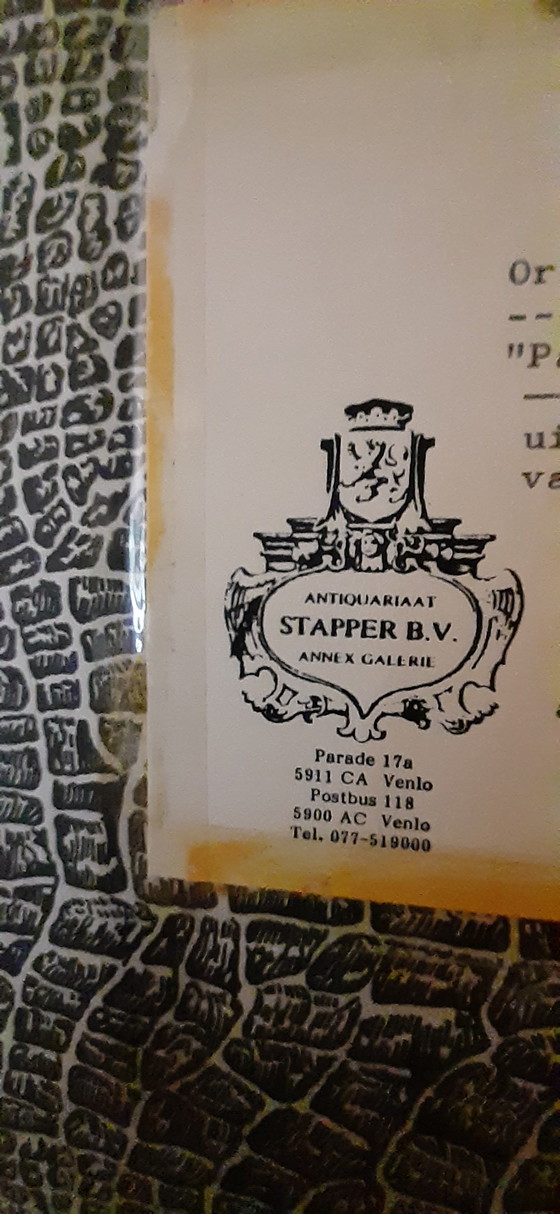 Or
--
"Pa
—
ui
va
ANTIQUARIAAT
STAPPER B.V.
ANNEX GALERIE
Parade 17a
5911 CA Venlo
Postbus 118
5900 AC Venlo
Tel. 077-519000